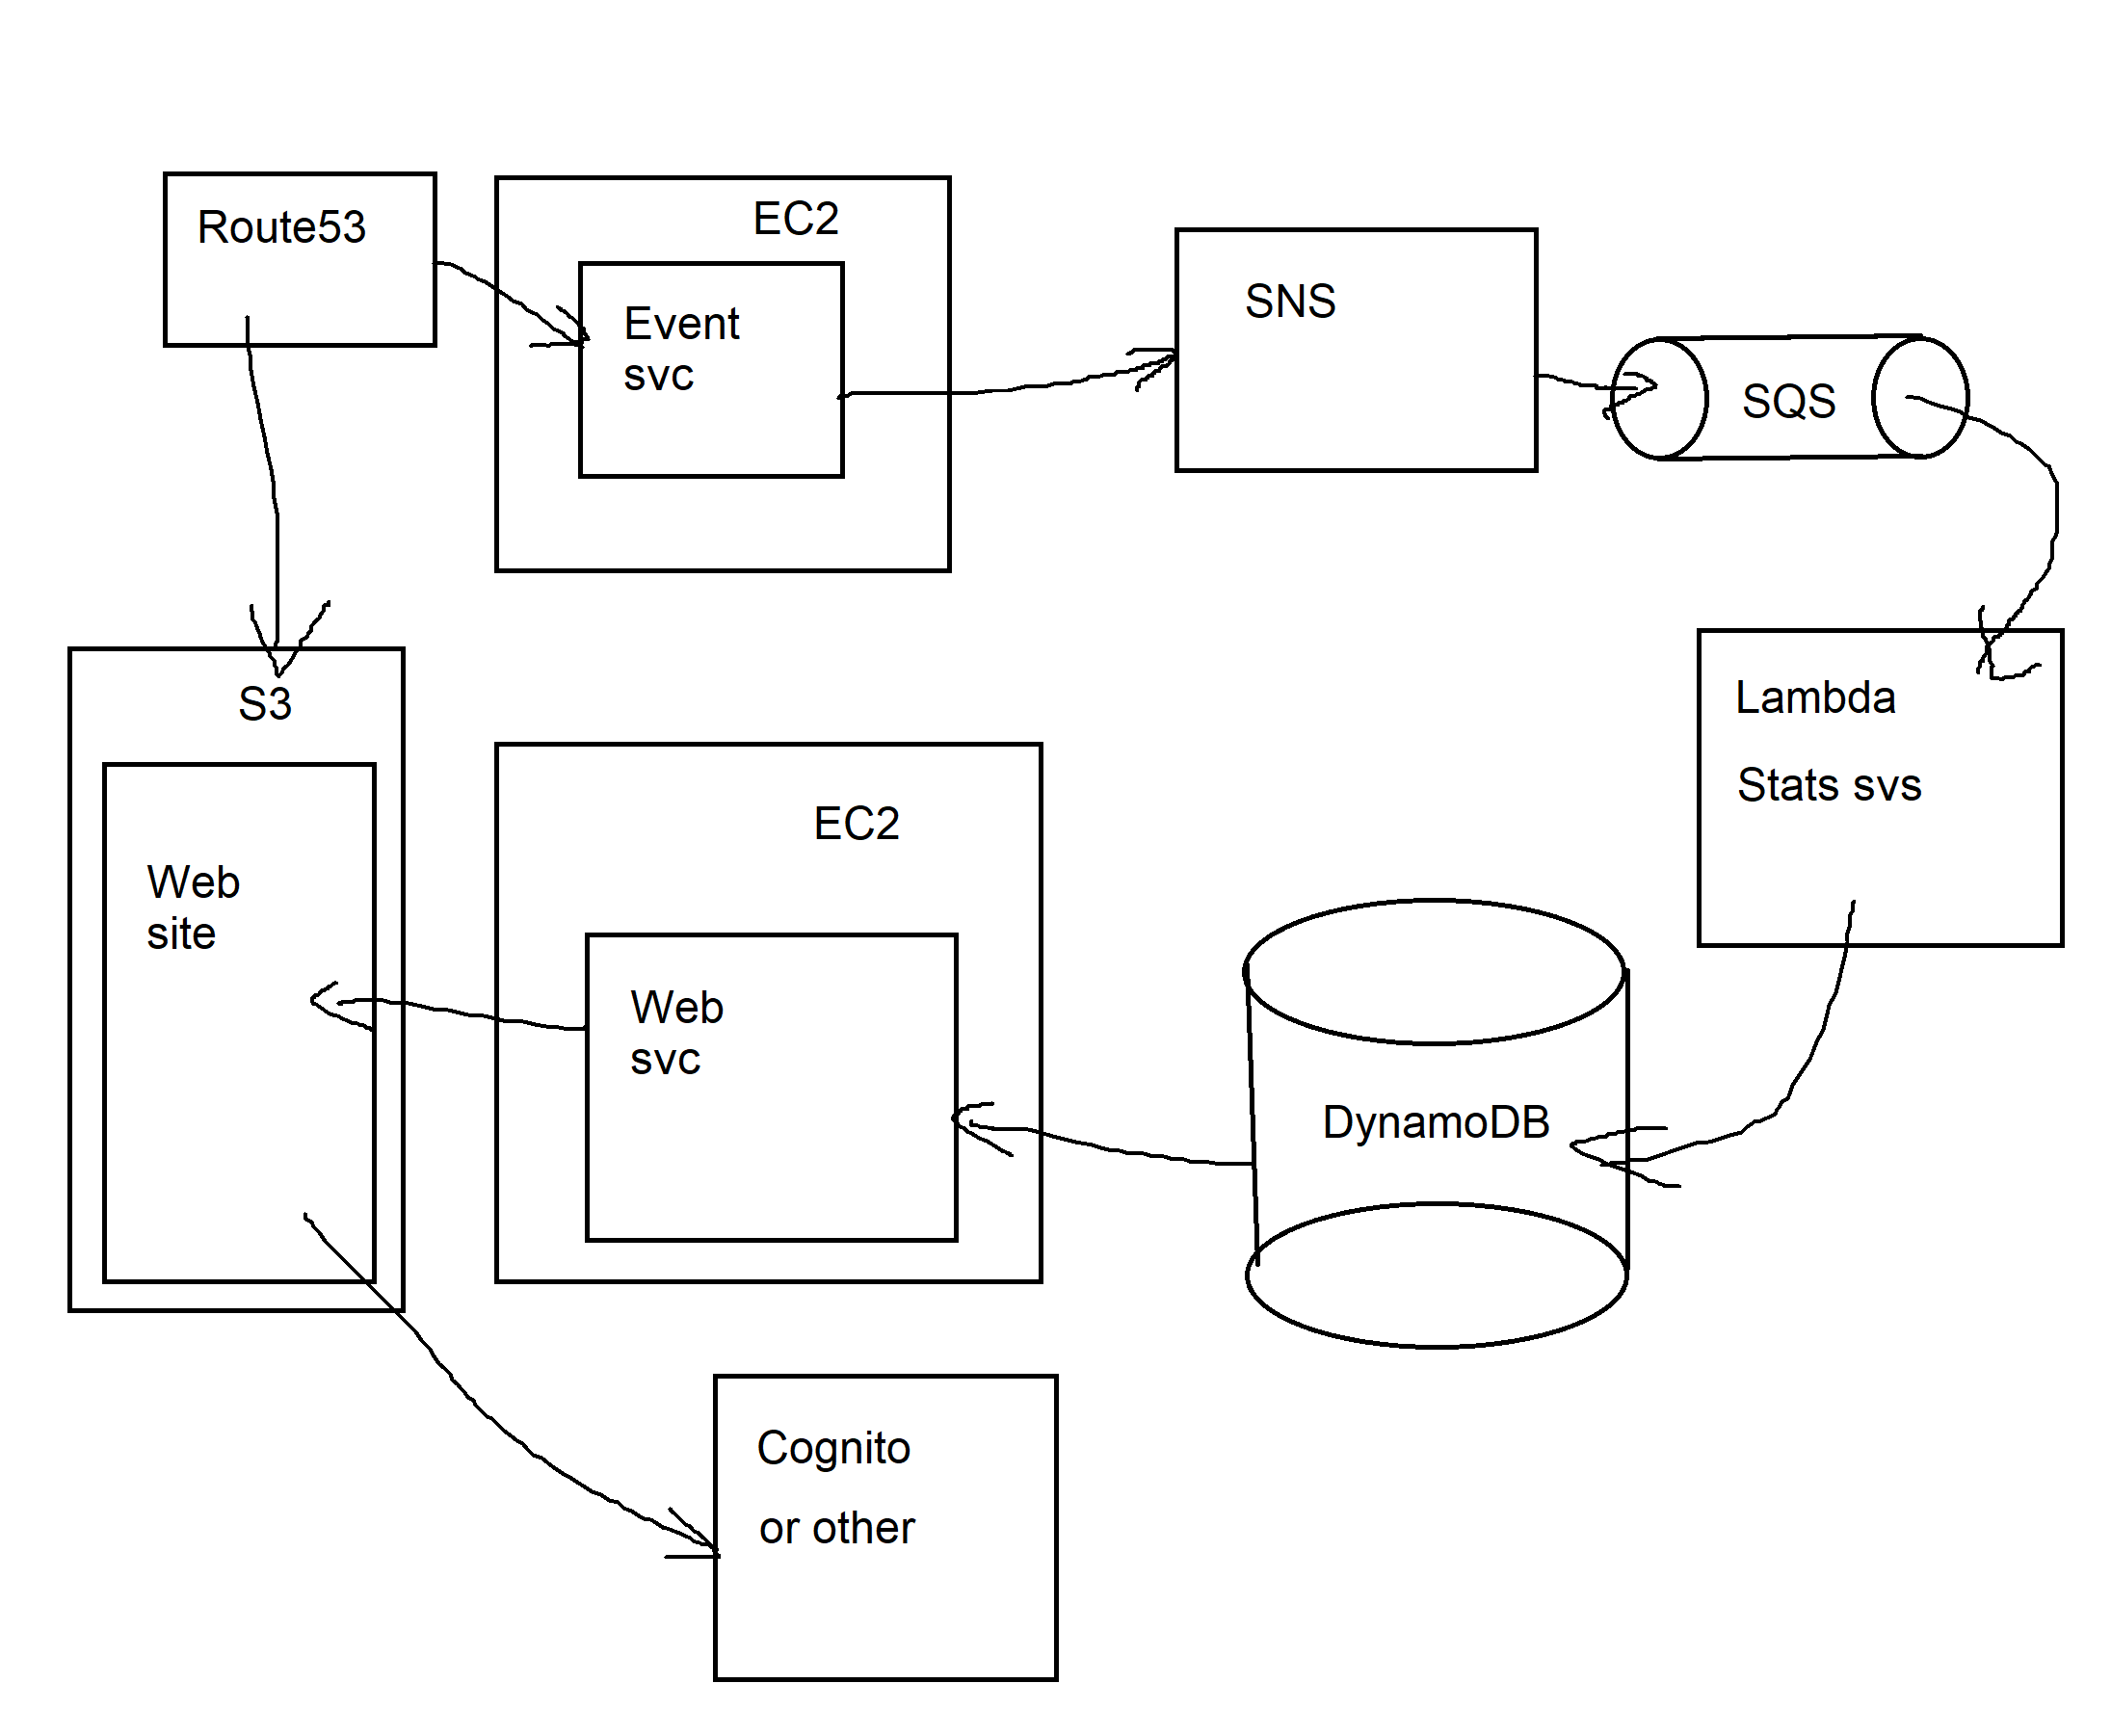 Route53
EC2
Event
svc
SNS
SQS
S3
Web
site
EC2
Web
svc
Lambda
Stats svs
DynamoDB
Cognito
or other